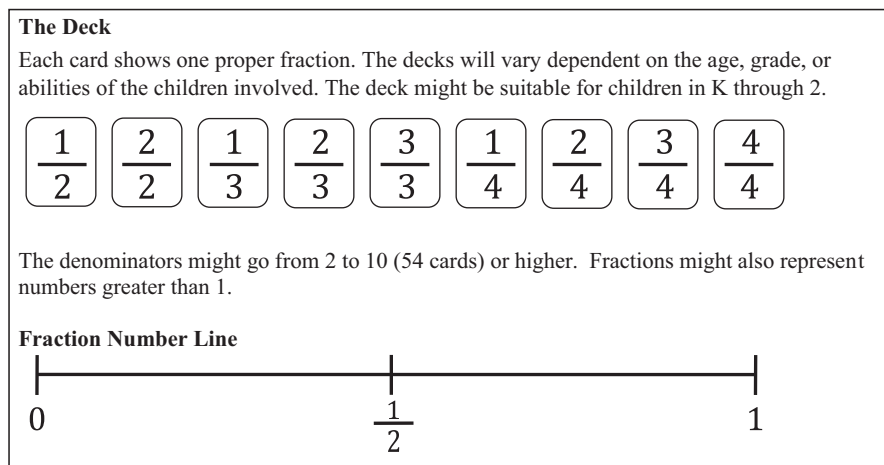 The Deck
Each card shows one proper fraction. The decks will vary dependent on the age, grade, or
abilities of the children involved. The deck might be suitable for children in K through 2.
1/2 2/2 1/3 2/3 3/3 1/4 2/4 3/4 4/4
The denominators might go from 2 to 10 (54 cards) or higher. Fractions might also represent
numbers greater than 1.
Fraction Number Line
0 1/2 1